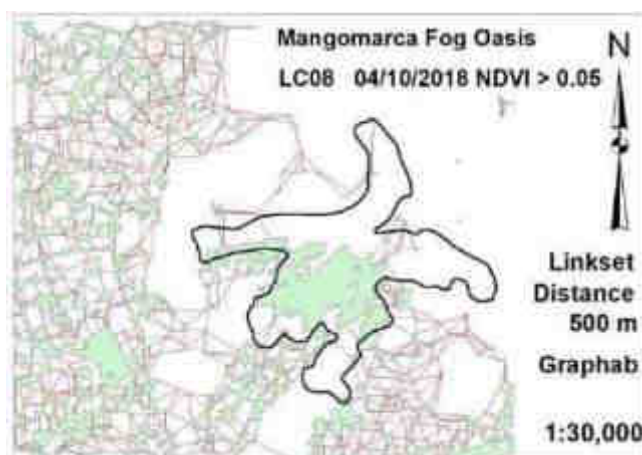 Mangomarca Fog Oasis
LC08 04/10/2018 NDVI > 0.05
N
Linkset
Distance
500 m
Graphab
1:30,000